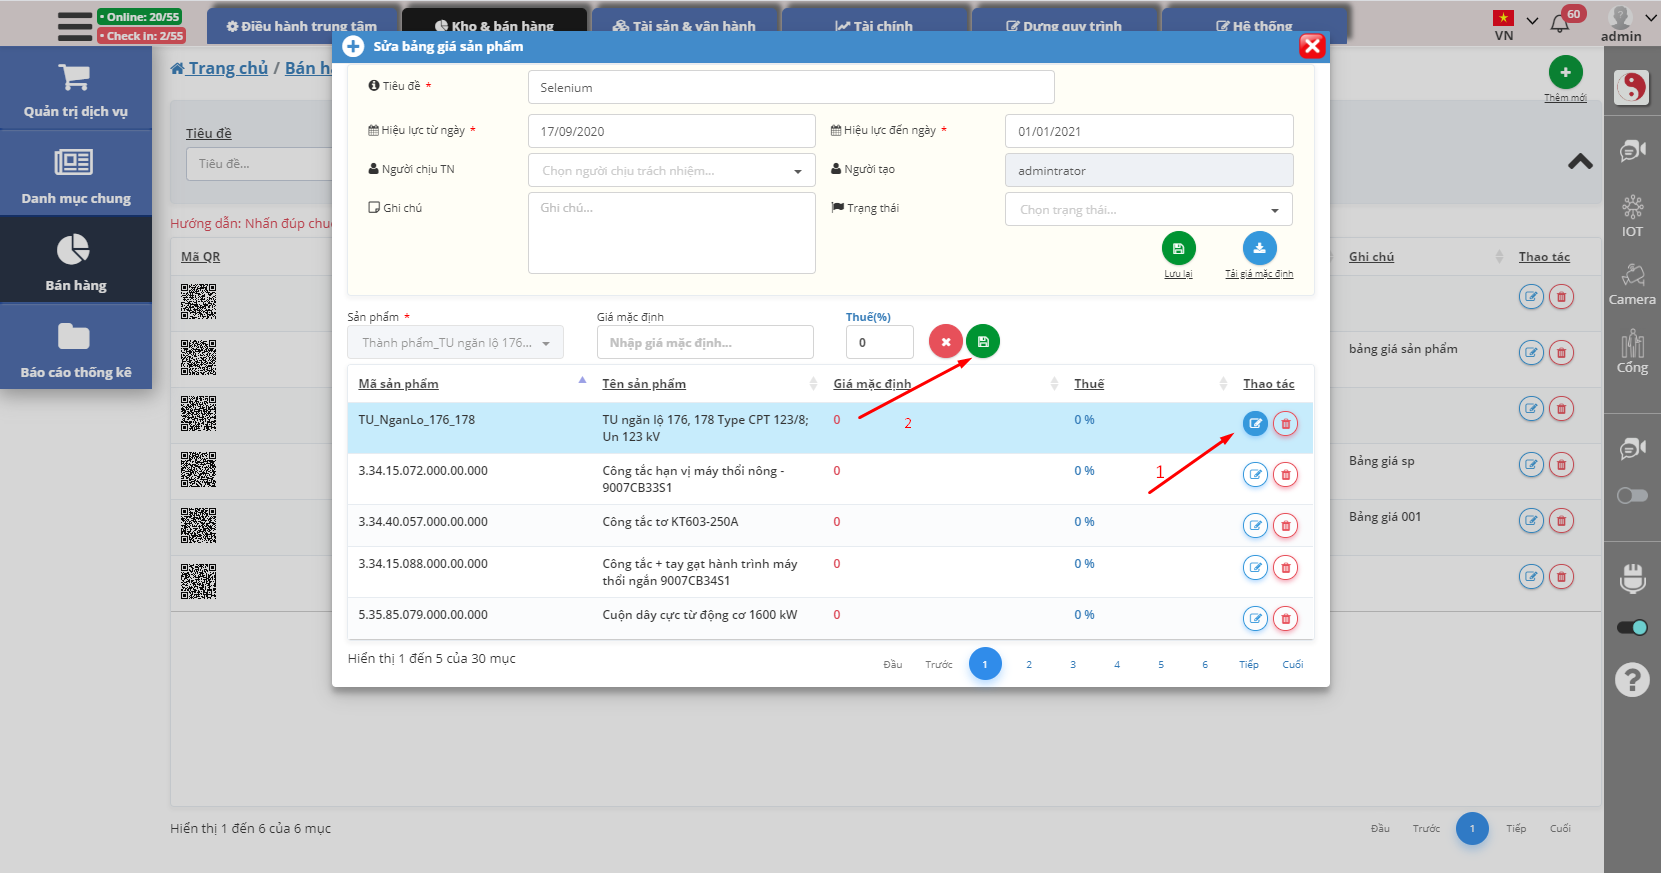 Online: 20/55
Check in: 2/55
Điều hành trung tâm
Kho & bán hàng
Tài sản & vận hành
Tài chính
Dựng quy trình
Hệ thống
VN
60
admin
Quản trị dịch vụ
Danh mục chung
Bán hàng
Báo cáo thống kê
Trang chủ / Bán h
Thêm mới
Tiêu đề
Tiêu đề...
Hướng dẫn: Nhấn đúp chu
Mã QR
Ghi chú
Thao tác
bảng giá sản phẩm
Bảng giá sp
Bảng giá 001
Hiển thị 1 đến 6 của 6 mục
Đầu
Trước
1
Tiếp
Cuối
IOT
Camera
Cổng
Sửa bảng giá sản phẩm
Tiêu đề *
Selenium
Hiệu lực từ ngày *
17/09/2020
Hiệu lực đến ngày *
01/01/2021
Người chịu TN
Chọn người chịu trách nhiệm...
Người tạo
admintrator
Ghi chú
Ghi chú...
Trạng thái
Chọn trạng thái...
Lưu lại
Tải giá mặc định
Sản phẩm *
Giá mặc định
Thuế(%)
Thành phẩm_TU ngăn lộ 176...
Nhập giá mặc định...
0
Mã sản phẩm
Tên sản phẩm
Giá mặc định
Thuế
Thao tác
TU_NganLo_176_178
TU ngăn lộ 176, 178 Type CPT 123/8;
Un 123 kV
0
2
0 %
1
3.34.15.072.000.00.000
Công tắc hạn vị máy thổi nông -
9007CB33S1
0
0 %
3.34.40.057.000.00.000
Công tắc tơ KT603-250A
0
0 %
3.34.15.088.000.00.000
Công tắc + tay gạt hành trình máy
thổi ngắn 9007CB34S1
0
0 %
5.35.85.079.000.00.000
Cuộn dây cực từ động cơ 1600 kW
0
0 %
Hiển thị 1 đến 5 của 30 mục
Đầu
Trước
1
2
3
4
5
6
Tiếp
Cuối